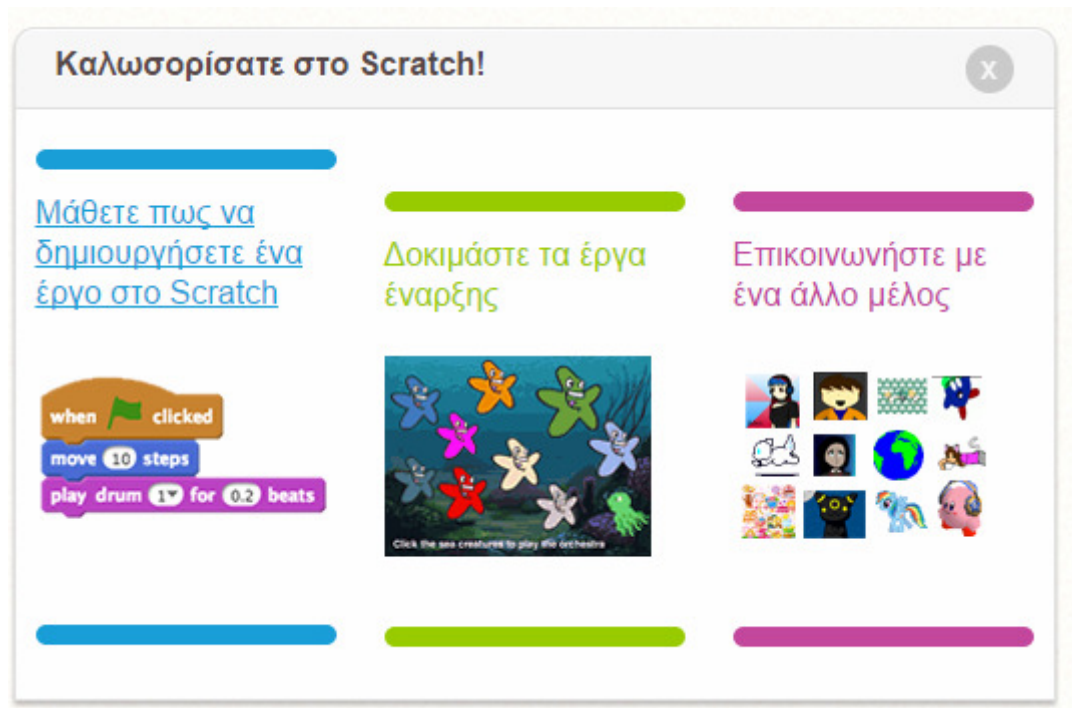 Καλωσορίσατε στο Scratch!
x
Μάθετε πως να
δημιουργήσετε ένα
έργο στο Scratch
when clicked
move 10 steps
play drum 1 for 0.2 beats
Δοκιμάστε τα έργα
έναρξης
Click the sea creatures to play the orchestra
Επικοινωνήστε με
ένα άλλο μέλος